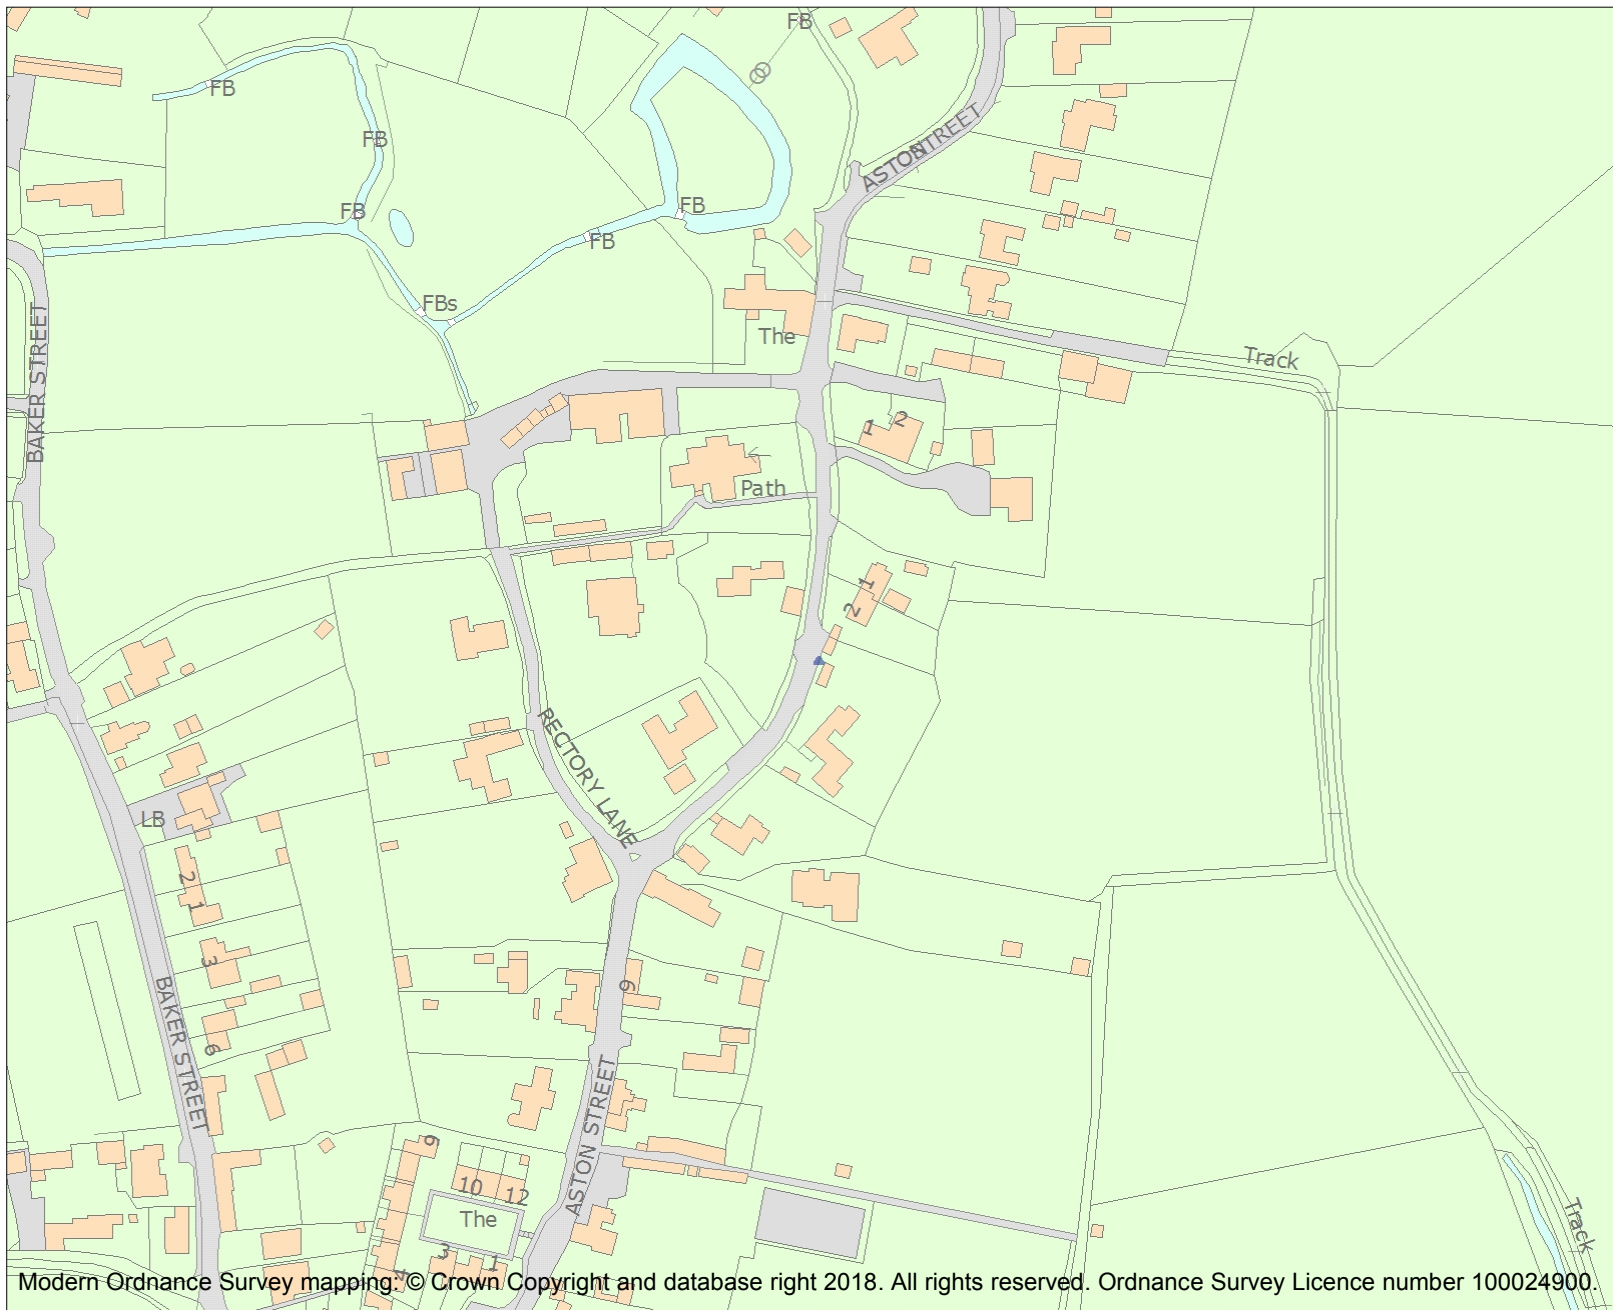 FB
FB
FB
ASTON STREET
FB
FB
FB
FBs
BAKER STREET
The
Track
1
2
Path
1
2
RECTORY LANE
LB
2
1
3
9
BAKER STREET
6
ASTON STREET
9
10
12
The
3
1
4
Track
Modern Ordnance Survey mapping: © Crown Copyright and database right 2018. All rights reserved. Ordnance Survey Licence number 100024900.